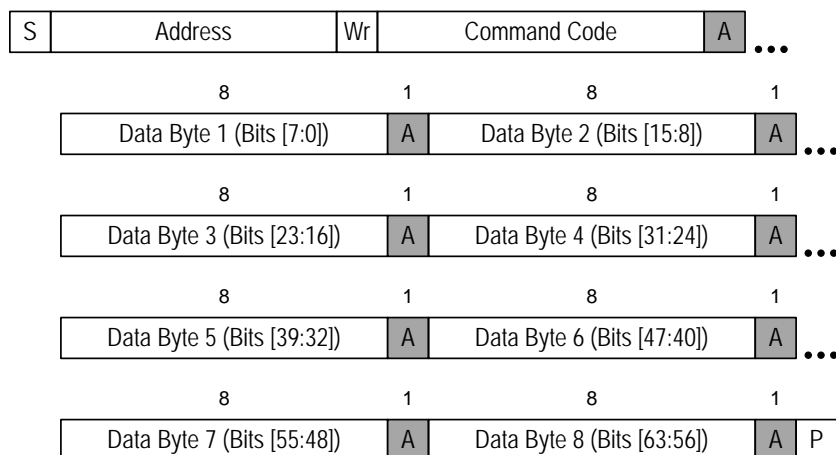 S Address Wr Command Code A •••
8 1 8 1
Data Byte 1 (Bits [7:0]) A Data Byte 2 (Bits [15:8]) A •••
8 1 8 1
Data Byte 3 (Bits [23:16]) A Data Byte 4 (Bits [31:24]) A •••
8 1 8 1
Data Byte 5 (Bits [39:32]) A Data Byte 6 (Bits [47:40]) A •••
8 1 8 1
Data Byte 7 (Bits [55:48]) A Data Byte 8 (Bits [63:56]) A P